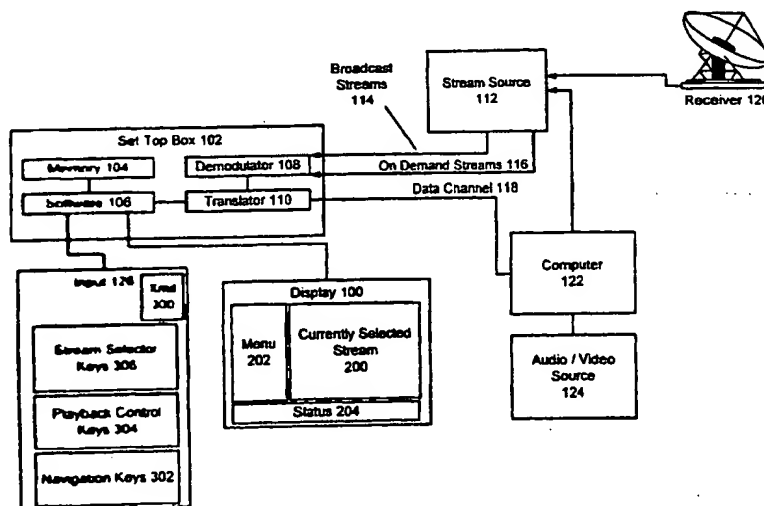 Broadcast
Streams
114
Stream Source
112
Receiver 120
Set Top Box 102
Memory 104
Demodulator 108
On Demand Streams 116
Software 106
Translator 110
Data Channel 118
Computer
122
Input 126
300
Display 100
Stream Selector
Keys 306
Menu
202
Currently Selected
Stream
200
Audio / Video
Source
124
Playback Control
Keys 304
Status 204
Navigation Keys 302